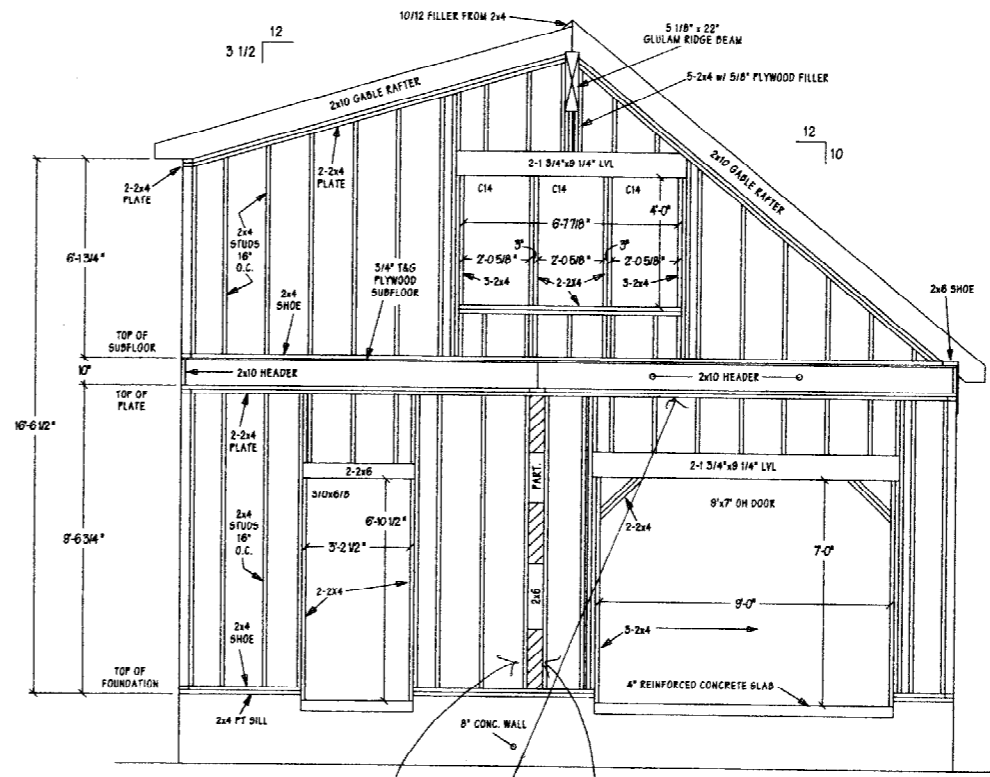 10/12 FILLER FROM 2x4
12
3 1/2
5 1/8" x 22"
GLULAM RIDGE BEAM
5-2x4 w/ 5/8" PLYWOOD FILLER
2x10 GABLE RAFTER
12
10
2x10 GABLE RAFTER
2-2x4
PLATE
2-2x4
PLATE
2-1 3/4"x9 1/4" LVL
C14
C14
C14
4'-0"
6'-7 7/8"
3"
3"
2'-0 5/8"
2'-0 5/8"
2'-0 5/8"
3-2x4
2-2x4
3-2x4
2x4
STUDS
16"
O.C.
6'-1 3/4"
3/4" T&G
PLYWOOD
SUBFLOOR
2x4
SHOE
2x6 SHOE
TOP OF
SUBFLOOR
10"
2x10 HEADER
2x10 HEADER
TOP OF
PLATE
16'-6 1/2"
2-2x4
PLATE
2-2x6
2-1 3/4"x9 1/4" LVL
PART.
6'-10 1/2"
9'x7' OH DOOR
2-2x4
7'-0"
2x4
STUDS
16"
O.C.
9'-6 3/4"
3'-2 1/2"
2-2x4
2x6
9'-0"
3-2x4
2x4
SHOE
TOP OF
FOUNDATION
4" REINFORCED CONCRETE SLAB
2x4 PT SILL
8" CONC. WALL